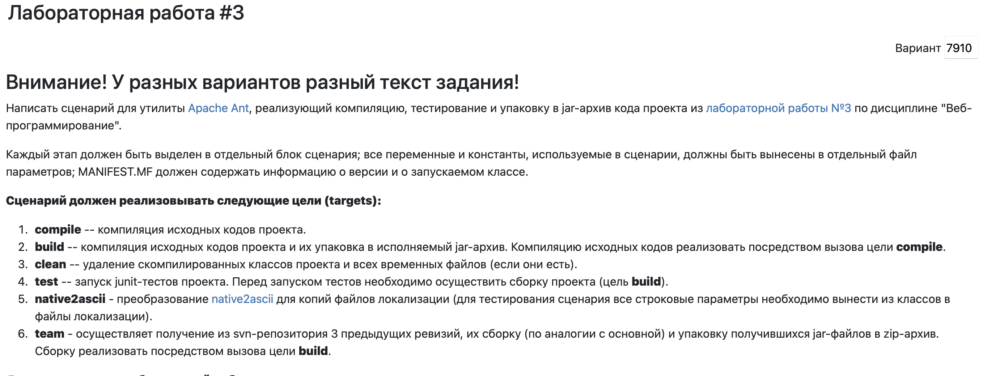 Лабораторная работа #3
Вариант 7910
Внимание! У разных вариантов разный текст задания!
Написать сценарий для утилиты Apache Ant, реализующий компиляцию, тестирование и упаковку в jar-архив кода проекта из лабораторной работы №3 по дисциплине "Веб-
программирование".
Каждый этап должен быть выделен в отдельный блок сценария; все переменные и константы, используемые в сценарии, должны быть вынесены в отдельный файл
параметров; MANIFEST.MF должен содержать информацию о версии и о запускаемом классе.
Сценарий должен реализовывать следующие цели (targets):
1. compile -- компиляция исходных кодов проекта.
2. build -- компиляция исходных кодов проекта и их упаковка в исполняемый jar-архив. Компиляцию исходных кодов реализовать посредством вызова цели compile.
3. clean -- удаление скомпилированных классов проекта и всех временных файлов (если они есть).
4. test -- запуск junit-тестов проекта. Перед запуском тестов необходимо осуществить сборку проекта (цель build).
5. native2ascii - преобразование native2ascii для копий файлов локализации (для тестирования сценария все строковые параметры необходимо вынести из классов в
файлы локализации).
6. team - осуществляет получение из svn-репозитория 3 предыдущих ревизий, их сборку (по аналогии с основной) и упаковку получившихся jar-файлов в zip-архив.
Сборку реализовать посредством вызова цели build.